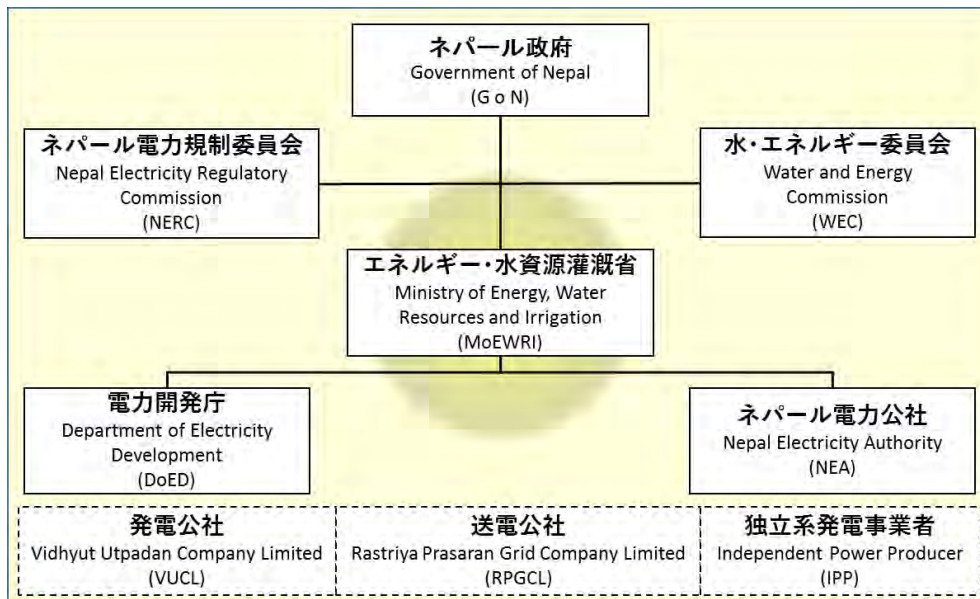 ネパール政府
Government of Nepal
(G o N)
ネパール電力規制委員会
Nepal Electricity Regulatory
Commission
(NERC)
水・エネルギー委員会
Water and Energy
Commission
(WEC)
エネルギー・水資源灌漑省
Ministry of Energy, Water
Resources and Irrigation
(MoEWRI)
電力開発庁
Department of Electricity
Development
(DoED)
ネパール電力公社
Nepal Electricity Authority
(NEA)
発電公社
Vidhyut Utpadan Company Limited
(VUCL)
送電公社
Rastriya Prasaran Grid Company Limited
(RPGCL)
独立系発電事業者
Independent Power Producer
(IPP)